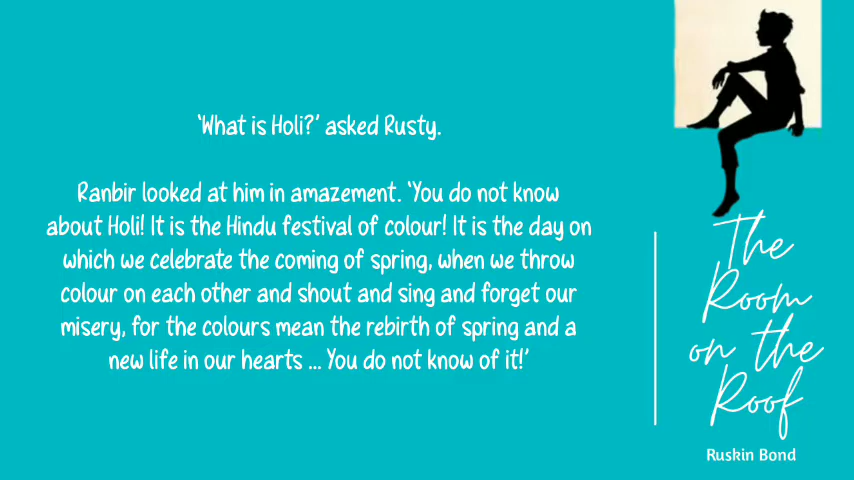 ‘What is Holi?’ asked Rusty.
Ranbir looked at him in amazement. ‘You do not know
about Holi! It is the Hindu festival of colour! It is the day on
which we celebrate the coming of spring, when we throw
colour on each other and shout and sing and forget our
misery, for the colours mean the rebirth of spring and a
new life in our hearts ... You do not know of it!’
The
Room
on the
Roof
Ruskin Bond